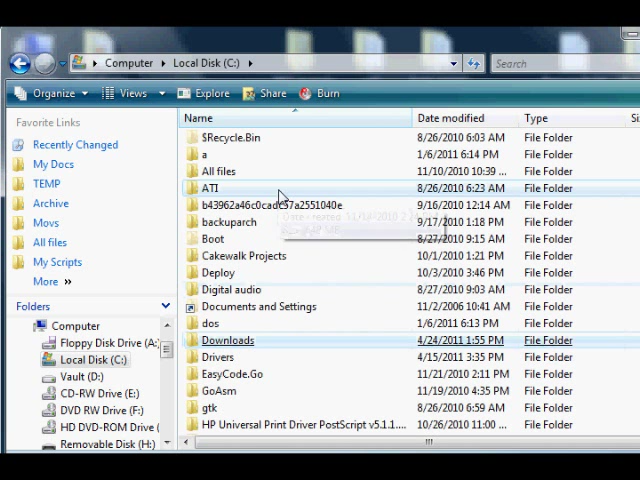 Computer Local Disk (C:) Search
Organize Views Explore Share Burn
Favorite Links
Recently Changed
My Docs
TEMP
Archive
Movs
All files
My Scripts
More »
Folders
Computer
Floppy Disk Drive (A:
Local Disk (C:)
Vault (D:)
CD-RW Drive (E:)
DVD RW Drive (F:)
HD DVD-ROM Drive (
Removable Disk (H:)
Name Date modified Type Si
$Recycle.Bin 8/26/2010 6:03 AM File Folder
a 1/6/2011 6:14 PM File Folder
All files 11/10/2010 10:39 ... File Folder
ATI 8/26/2010 6:23 AM File Folder
b43962a46c0cadc57a2551040e 9/16/2010 12:14 AM File Folder
backuparch 9/17/2010 1:18 PM File Folder
Boot 8/27/2010 9:15 AM File Folder
Cakewalk Projects 10/1/2010 1:21 PM File Folder
Deploy 10/3/2010 3:46 PM File Folder
Digital audio 8/27/2010 9:03 AM File Folder
Documents and Settings 11/2/2006 10:41 AM File Folder
dos 1/6/2011 6:13 PM File Folder
Downloads 4/24/2011 1:55 PM File Folder
Drivers 4/15/2011 3:35 PM File Folder
EasyCode.Go 11/21/2010 2:11 PM File Folder
GoAsm 11/19/2010 4:35 PM File Folder
gtk 8/26/2010 6:59 AM File Folder
HP Universal Print Driver PostScript v5.1.1.... 10/26/2010 11:00 ... File Folder